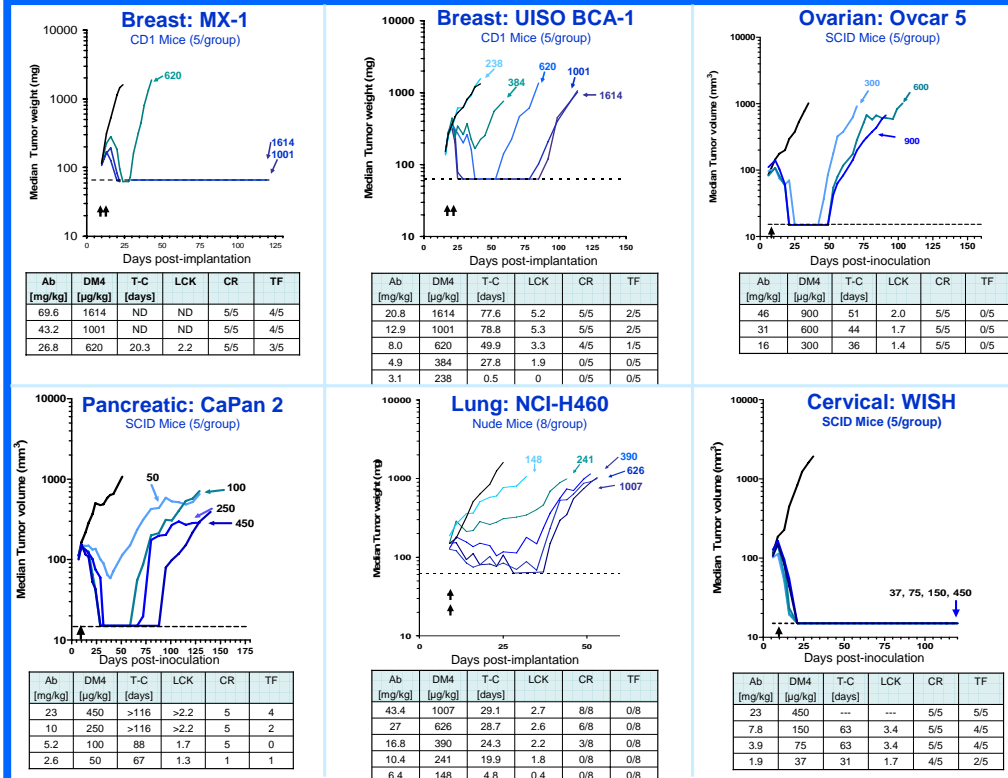 Breast: MX-1
CD1 Mice (5/group)
Median Tumor weight (mg)
10000
1000
100
10
620
1614
1001
0 25 50 75 100 125
Days post-implantation
Ab DM4 T-C LCK CR TF
[mg/kg] [µg/kg] [days]
69.6 1614 ND ND 5/5 4/5
43.2 1001 ND ND 5/5 4/5
26.8 620 20.3 2.2 5/5 3/5
Breast: UISO BCA-1
CD1 Mice (5/group)
Median Tumor weight (mg)
10000
1000
100
10
238
384
620
1001
1614
0 25 50 75 100 125 150
Days post-implantation
Ab DM4 T-C LCK CR TF
[mg/kg] [µg/kg] [days]
20.8 1614 77.6 5.2 5/5 2/5
12.9 1001 78.8 5.3 5/5 2/5
8.0 620 49.9 3.3 4/5 1/5
4.9 384 27.8 1.9 0/5 0/5
3.1 238 0.5 0 0/5 0/5
Ovarian: Ovcar 5
SCID Mice (5/group)
Median Tumor volume (mm³)
10000
1000
100
10
300
600
900
0 25 50 75 100 150
Days post-inoculation
Ab DM4 T-C LCK CR TF
[mg/kg] [µg/kg] [days]
46 900 51 2.0 5/5 0/5
31 600 44 1.7 5/5 0/5
16 300 36 1.4 5/5 0/5
Pancreatic: CaPan 2
SCID Mice (5/group)
Median Tumor volume (mm³)
10000
1000
100
10
50
100
250
450
0 25 50 75 100 125 150 175
Days post-inoculation
Ab DM4 T-C LCK CR TF
[mg/kg] [µg/kg] [days]
23 450 >116 >2.2 5 4
10 250 >116 >2.2 5 2
5.2 100 88 1.7 5 0
2.6 50 67 1.3 1 1
Lung: NCI-H460
Nude Mice (8/group)
Median Tumor weight (mg)
10000
1000
100
10
148
241
390
626
1007
0 25 50
Days post-implantation
Ab DM4 T-C LCK CR TF
[mg/kg] [µg/kg] [days]
43.4 1007 29.1 2.7 8/8 0/8
27 626 28.7 2.6 6/8 0/8
16.8 390 24.3 2.2 3/8 0/8
10.4 241 19.9 1.8 0/8 0/8
6.4 148 4.8 0.4 0/8 0/8
Cervical: WISH
SCID Mice (5/group)
Median Tumor volume (mm³)
10000
1000
100
10
37, 75, 150, 450
0 25 50 75 100
Days post-inoculation
Ab DM4 T-C LCK CR TF
[mg/kg] [µg/kg] [days]
23 450 --- --- 5/5 5/5
7.8 150 63 3.4 5/5 4/5
3.9 75 63 3.4 5/5 4/5
1.9 37 31 1.7 4/5 2/5